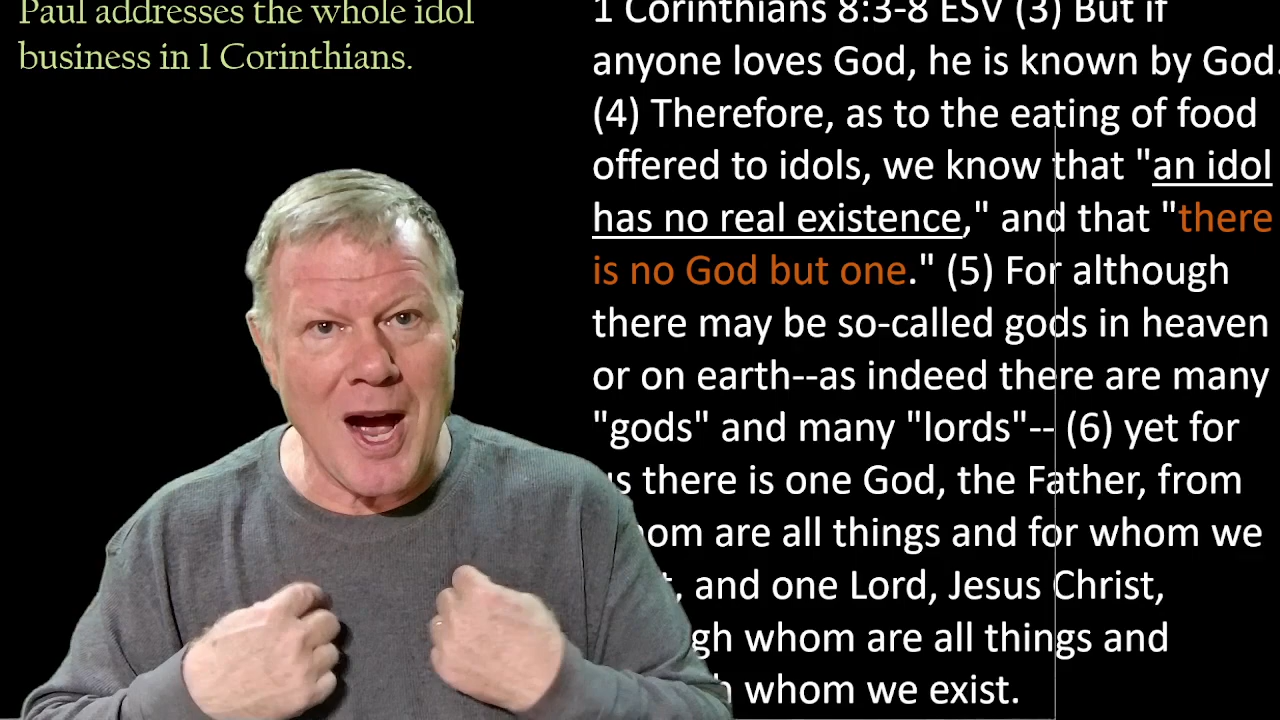 Paul addresses the whole idol
business in 1 Corinthians.
1 Corinthians 8:3-8 ESV (3) But if
anyone loves God, he is known by God.
(4) Therefore, as to the eating of food
offered to idols, we know that "an idol
has no real existence," and that "there
is no God but one." (5) For although
there may be so-called gods in heaven
or on earth--as indeed there are many
"gods" and many "lords"-- (6) yet for
us there is one God, the Father, from
whom are all things and for whom we
, and one Lord, Jesus Christ,
whom are all things and
whom we exist.